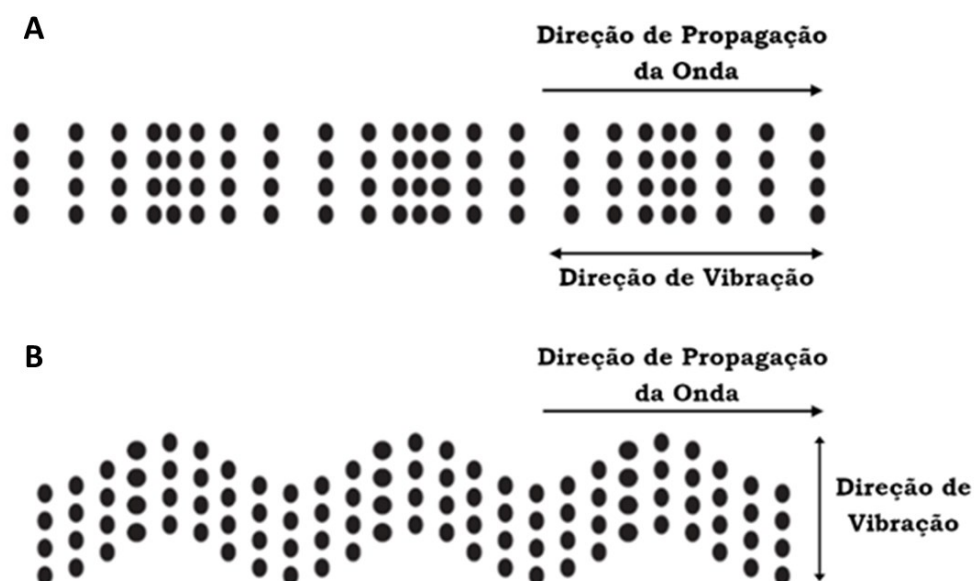 A
Direção de Propagação
da Onda
Direção de Vibração
B
Direção de Propagação
da Onda
Direção de
Vibração